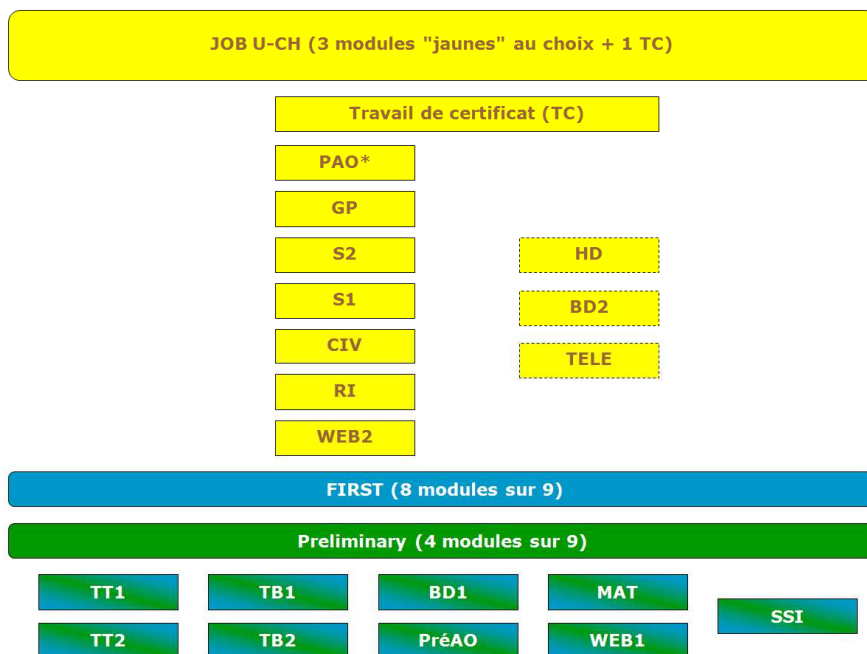 JOB U-CH (3 modules "jaunes" au choix + 1 TC)
Travail de certificat (TC)
PAO*
GP
S2
HD
S1
BD2
CIV
TELE
RI
WEB2
FIRST (8 modules sur 9)
Preliminary (4 modules sur 9)
TT1
TB1
BD1
MAT
SSI
TT2
TB2
PréAO
WEB1